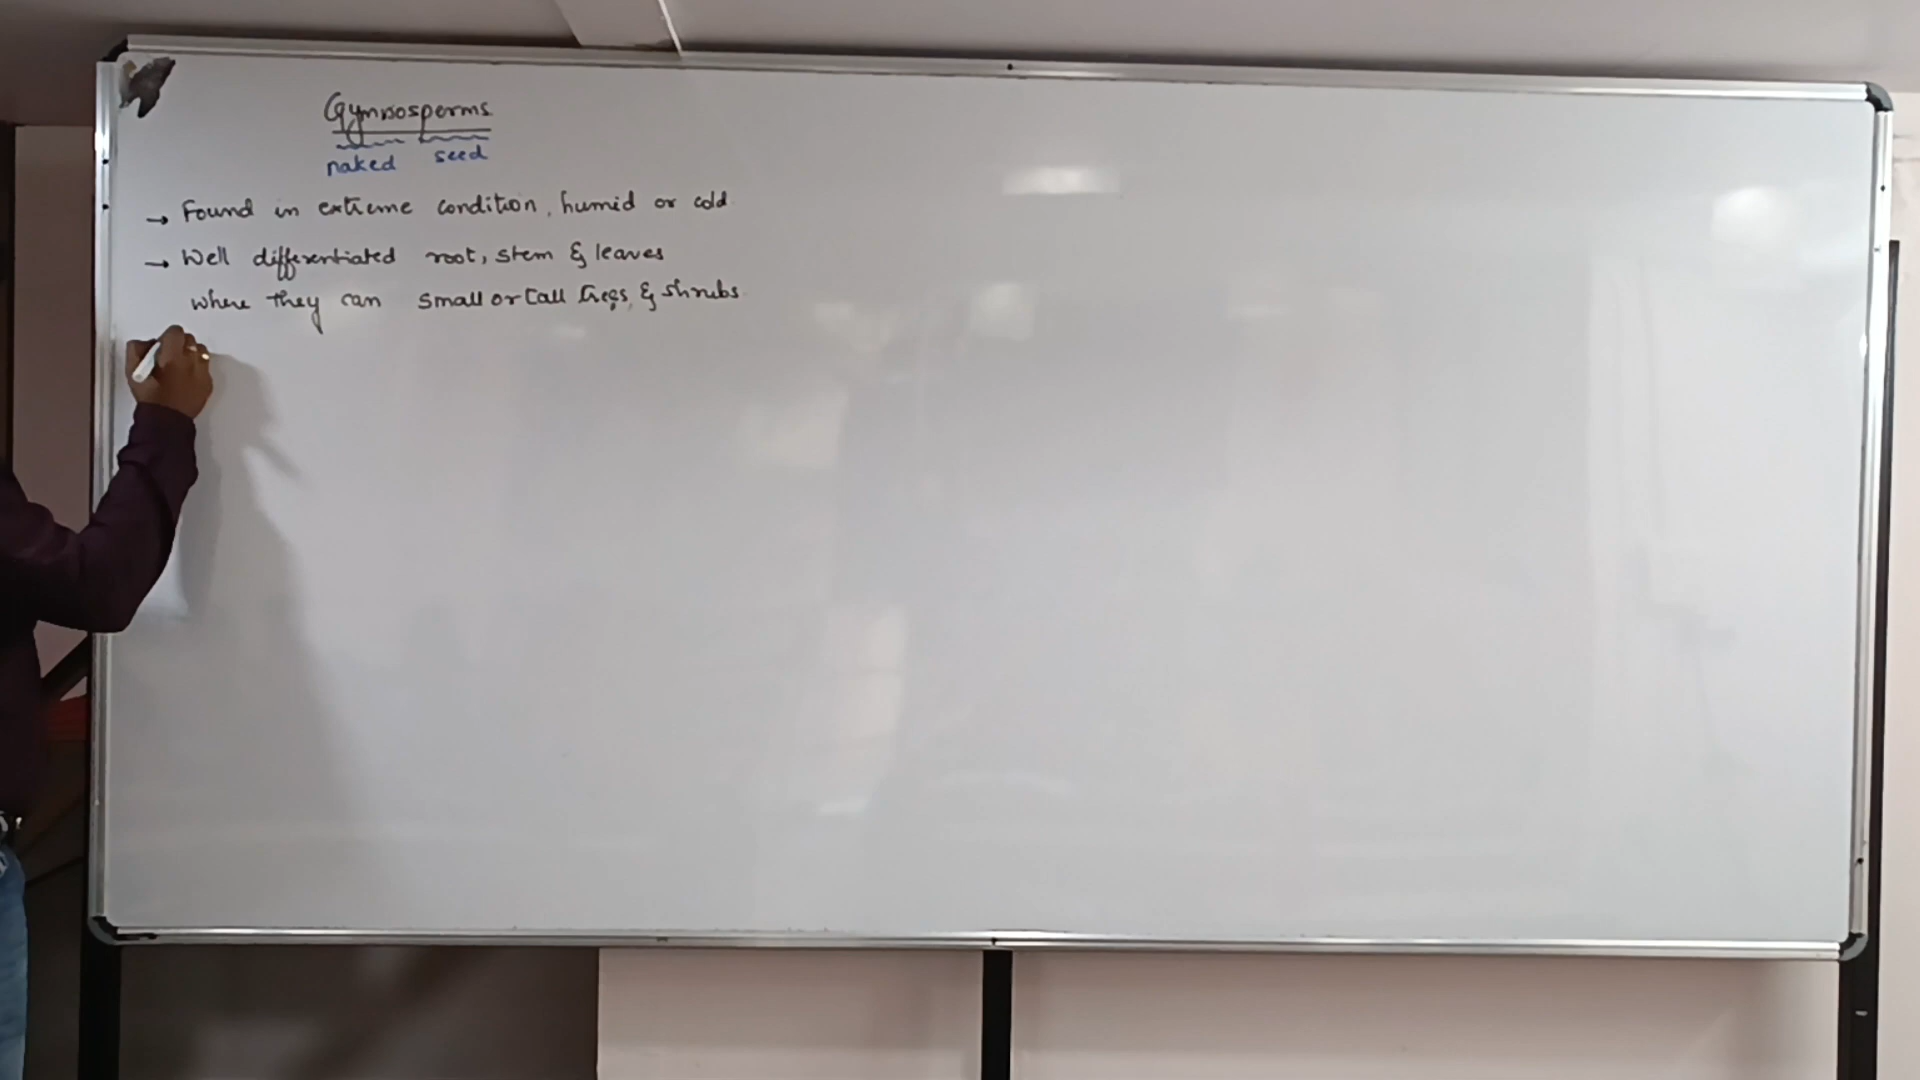 Gymnosperms
naked seed
→ Found in extreme condition, humid or cold
→ Well differentiated root, stem & leaves
where they can small or tall trees & shrubs